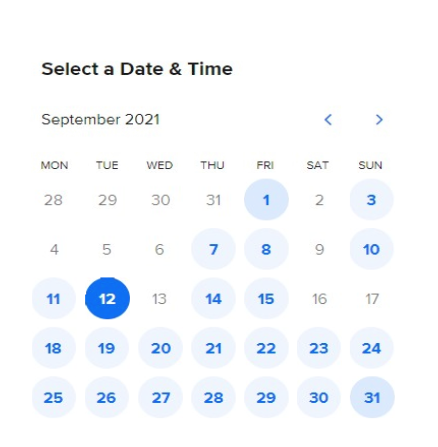 Select a Date & Time
September 2021
MON TUE WED THU FRI SAT SUN
28 29 30 31 1 2 3
4 5 6 7 8 9 10
11 12 13 14 15 16 17
18 19 20 21 22 23 24
25 26 27 28 29 30 31